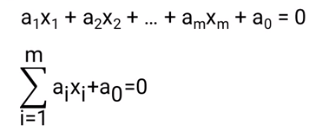 a₁x₁ + a₂x₂ + ... + aₘxₘ + a₀ = 0
m
∑ aᵢxᵢ+a₀=0
i=1